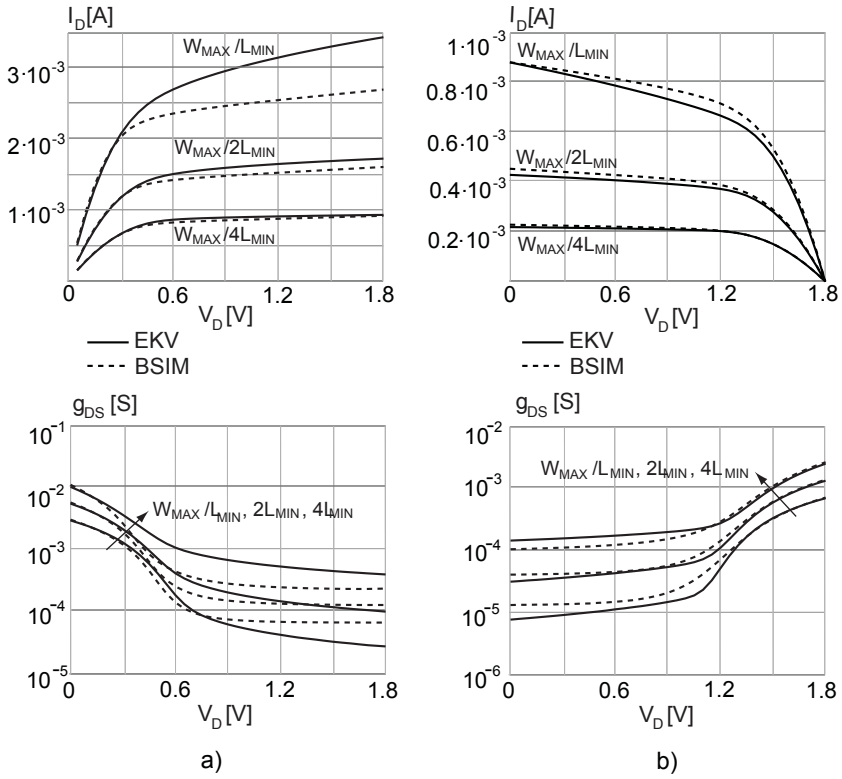 I_D[A]
3·10⁻³
2·10⁻³
1·10⁻³
W_MAX/L_MIN
W_MAX/2L_MIN
W_MAX/4L_MIN
0 0.6 1.2 1.8
V_D[V]
EKV
BSIM
I_D[A]
1·10⁻³
0.8·10⁻³
0.6·10⁻³
0.4·10⁻³
0.2·10⁻³
W_MAX/L_MIN
W_MAX/2L_MIN
W_MAX/4L_MIN
0 0.6 1.2 1.8
V_D[V]
EKV
BSIM
g_DS [S]
10⁻¹
10⁻²
10⁻³
10⁻⁴
10⁻⁵
W_MAX/L_MIN, 2L_MIN, 4L_MIN
0 0.6 1.2 1.8
V_D[V]
a)
g_DS [S]
10⁻²
10⁻³
10⁻⁴
10⁻⁵
10⁻⁶
W_MAX/L_MIN, 2L_MIN, 4L_MIN
0 0.6 1.2 1.8
V_D[V]
b)